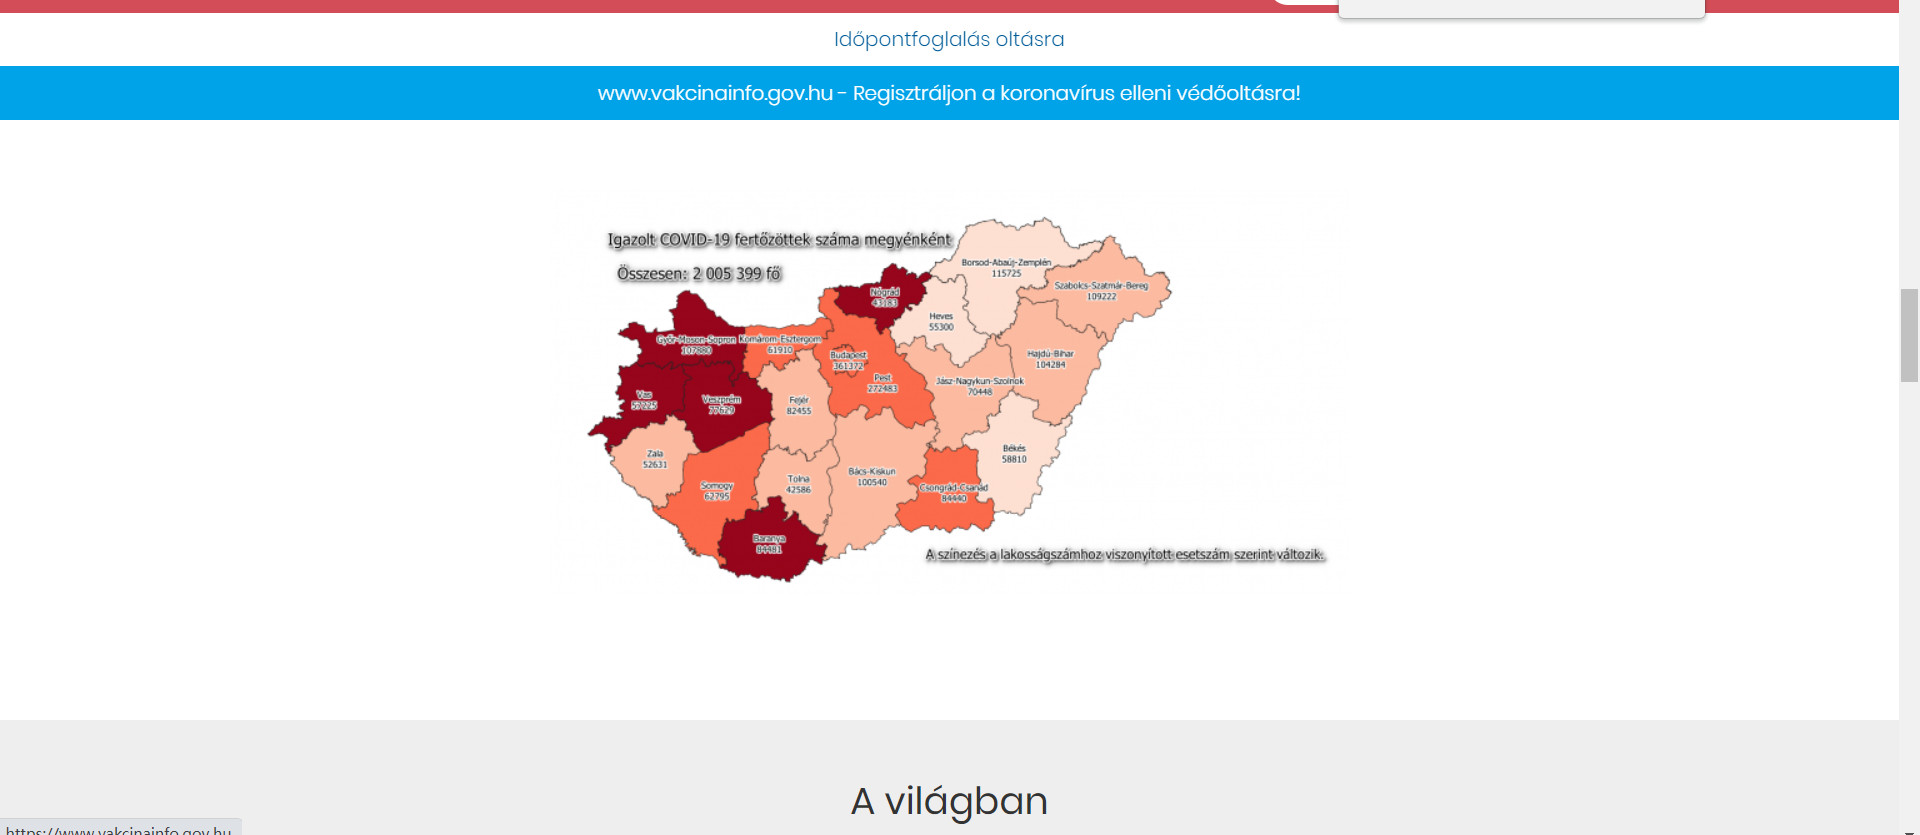 Időpontfoglalás oltásra
www.vakcinainfo.gov.hu - Regisztráljon a koronavírus elleni védőoltásra!
Igazolt COVID-19 fertőzöttek száma megyénként
Összesen: 2 005 399 fő
Borsod-Abaúj-Zemplén
115725
Szabolcs-Szatmár-Bereg
109222
Nógrád
43183
Heves
55300
Győr-Moson-Sopron
107880
Komárom-Esztergom
61910
Budapest
361372
Hajdú-Bihar
104284
Pest
272483
Jász-Nagykun-Szolnok
70448
Vas
57225
Veszprém
77629
Fejér
82455
Zala
52631
Békés
58810
Somogy
62795
Tolna
42586
Bács-Kiskun
100540
Csongrád-Csanád
84440
Baranya
84481
A színezés a lakosságszámhoz viszonyított esetszám szerint változik.
A világban
https://www.vakcinainfo.gov.hu